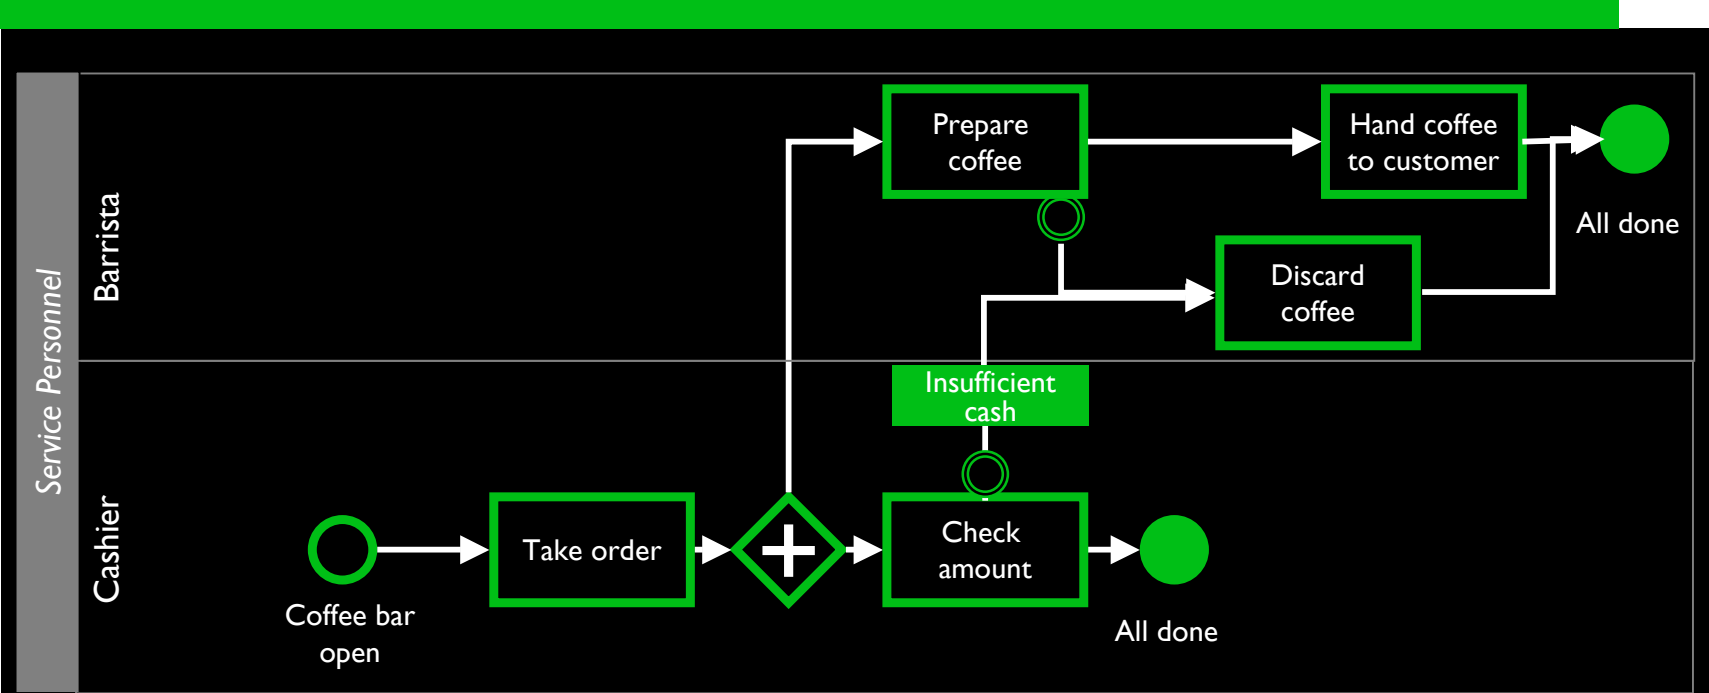 Service Personnel
Barrista
Prepare
coffee
Hand coffee
to customer
All done
Discard
coffee
Cashier
Insufficient
cash
Coffee bar
open
Take order
Check
amount
All done